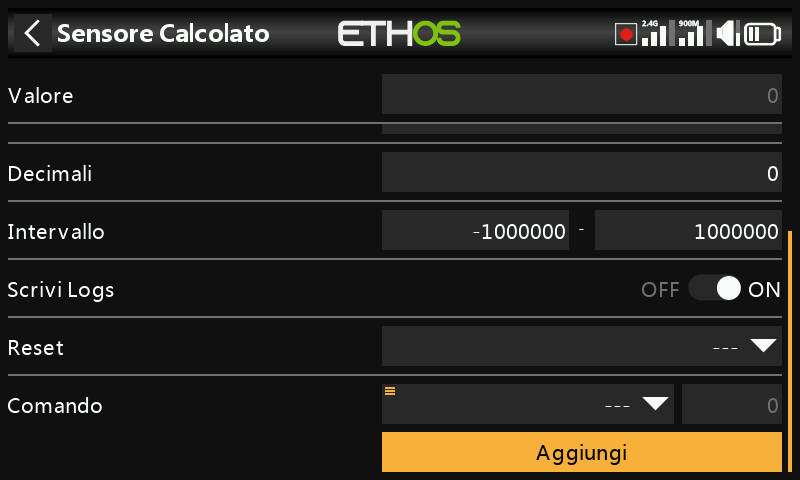 Sensore Calcolato ETHOS 2.4G 900M
Valore 0
Decimali 0
Intervallo -1000000 - 1000000
Scrivi Logs OFF ON
Reset ---
Comando --- 0
Aggiungi